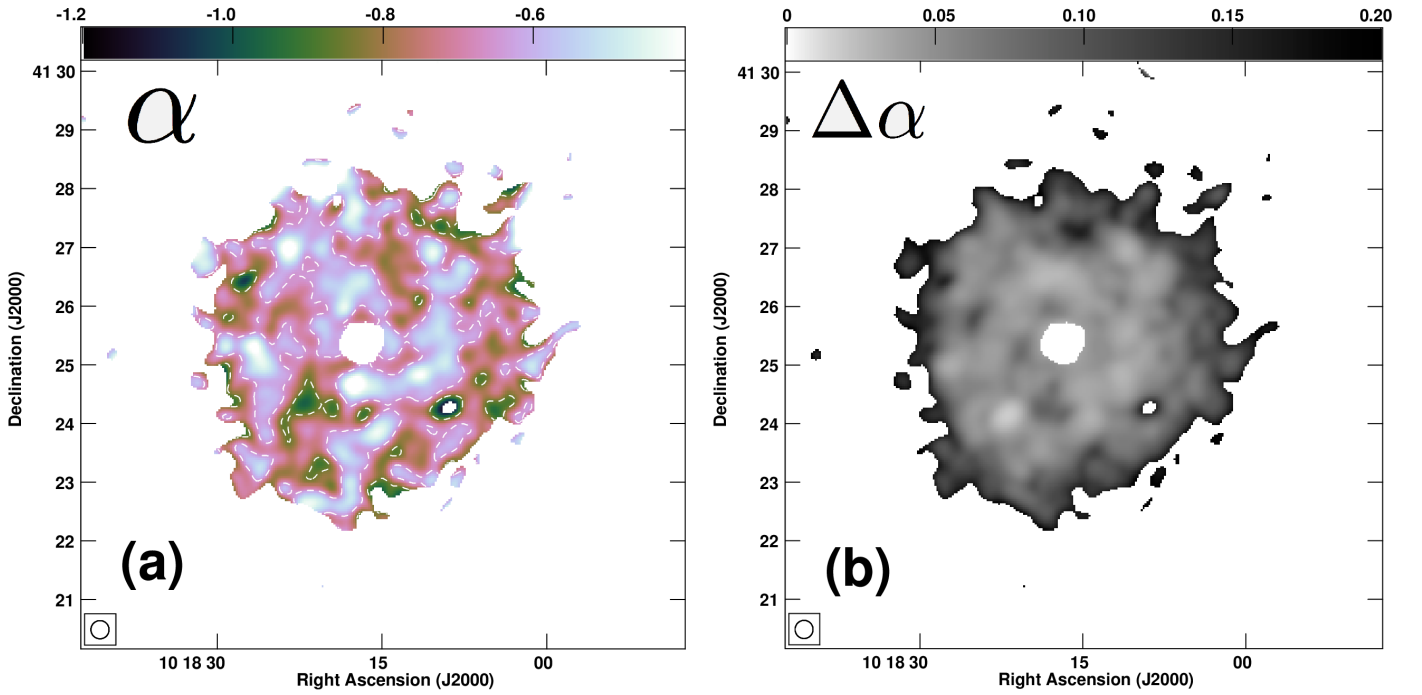 -1.2 -1.0 -0.8 -0.6
α
41 30
29
28
27
26
25
24
23
22
21
Declination (J2000)
(a)
10 18 30 15 00
Right Ascension (J2000)
0 0.05 0.10 0.15 0.20
Δα
41 30
29
28
27
26
25
24
23
22
21
Declination (J2000)
(b)
10 18 30 15 00
Right Ascension (J2000)